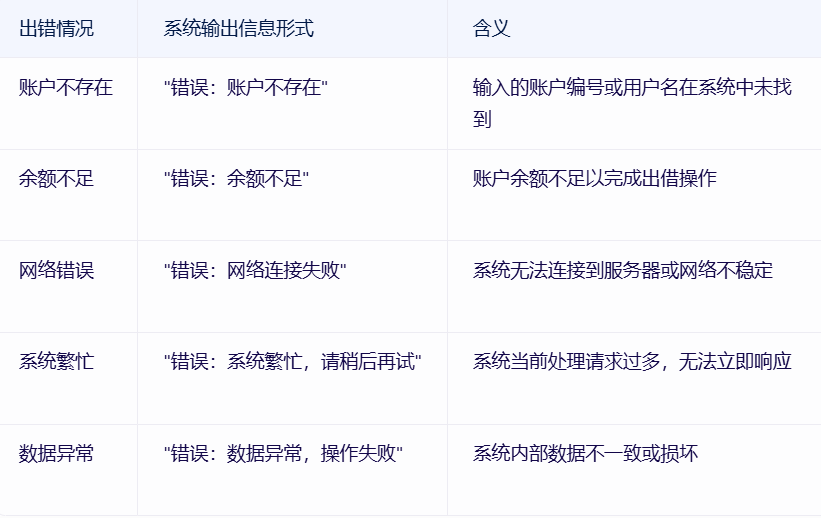 出错情况 系统输出信息形式 含义
账户不存在 "错误：账户不存在" 输入的账户编号或用户名在系统中未找
到
余额不足 "错误：余额不足" 账户余额不足以完成出借操作
网络错误 "错误：网络连接失败" 系统无法连接到服务器或网络不稳定
系统繁忙 "错误：系统繁忙，请稍后再试" 系统当前处理请求过多，无法立即响应
数据异常 "错误：数据异常，操作失败" 系统内部数据不一致或损坏